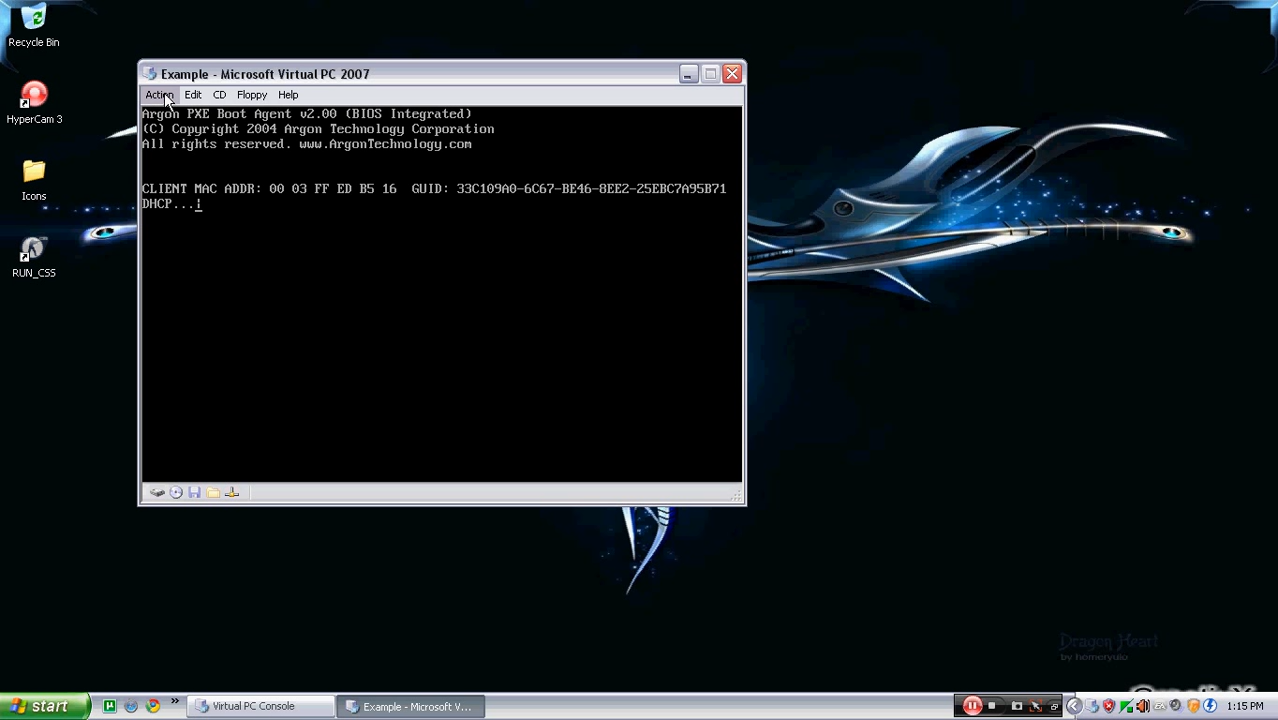 Recycle Bin
HyperCam 3
Icons
RUN_CSS
Example - Microsoft Virtual PC 2007
Action Edit CD Floppy Help
Argon PXE Boot Agent v2.00 (BIOS Integrated)
(C) Copyright 2004 Argon Technology Corporation
All rights reserved. www.ArgonTechnology.com
CLIENT MAC ADDR: 00 03 FF ED B5 16 GUID: 33C109A0-6C67-BE46-8EE2-25EBC7A95B71
DHCP...
Dragon Heart
by homeryulo
start
Virtual PC Console
Example - Microsoft V...
1:15 PM